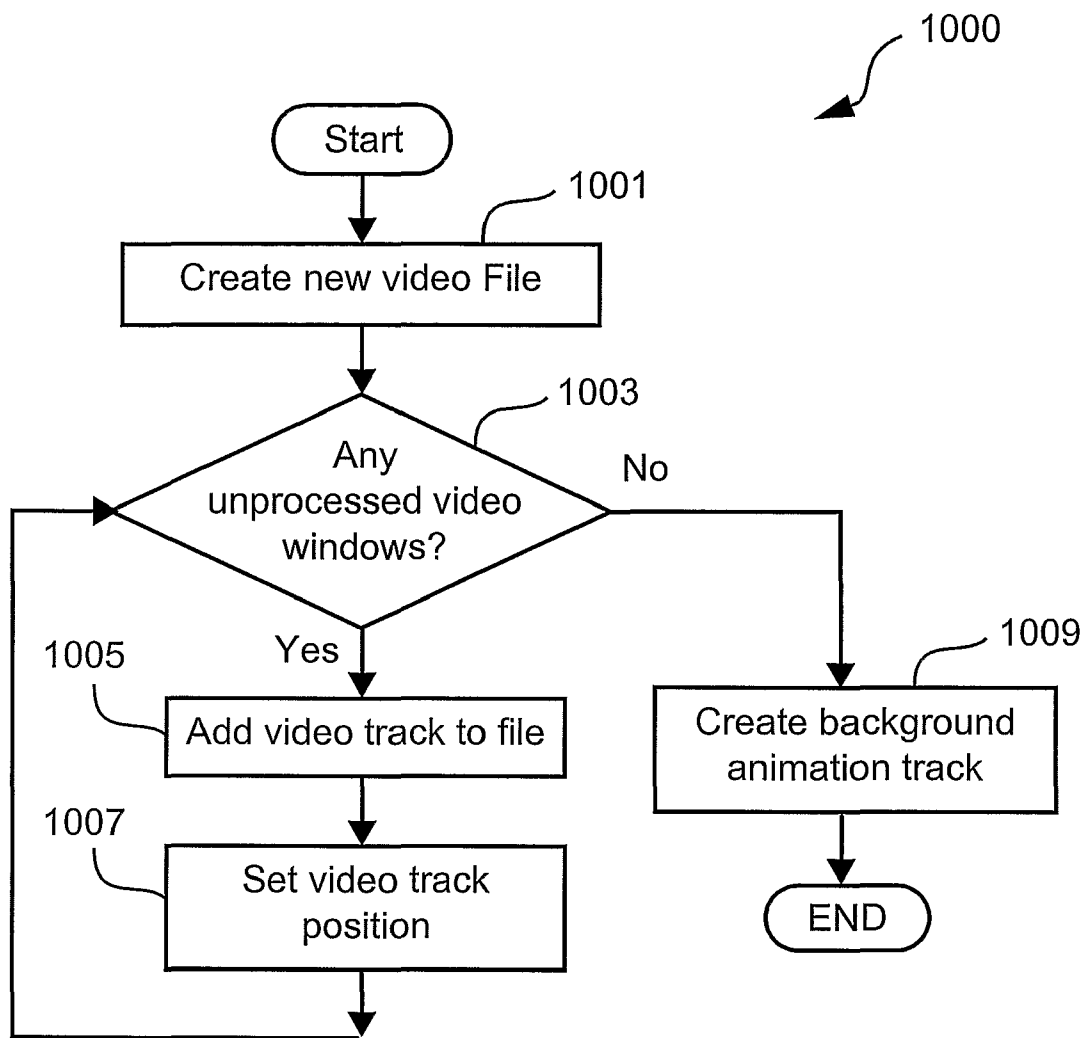 1000
Start
1001
Create new video File
1003
Any
unprocessed video
windows?
No
Yes
1005
Add video track to file
1007
Set video track
position
1009
Create background
animation track
END